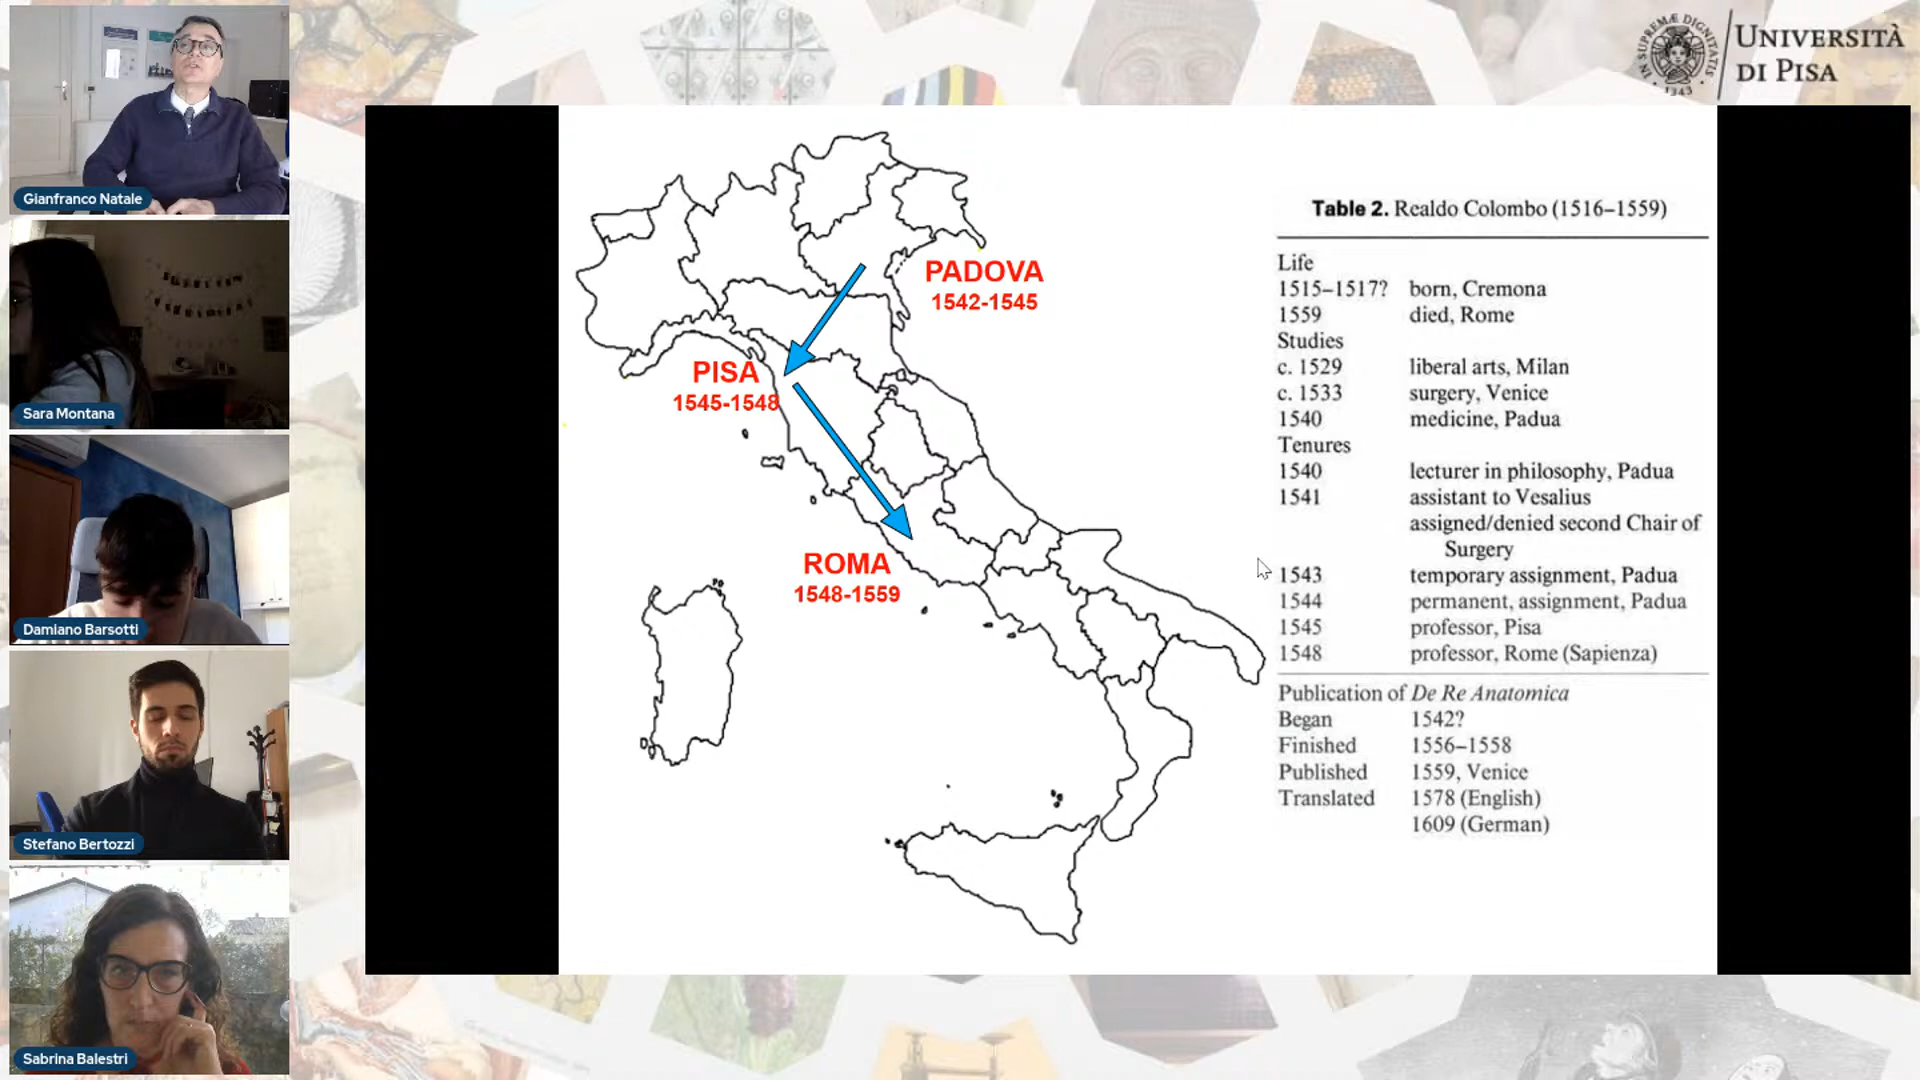 Gianfranco Natale
Sara Montana
Damiano Barsotti
Stefano Bertozzi
Sabrina Balestri
IN SUPREMÆ DIGNITATIS
1343
UNIVERSITÀ
DI PISA
PADOVA
1542-1545
PISA
1545-1548
ROMA
1548-1559
Table 2. Realdo Colombo (1516–1559)
Life
1515–1517? born, Cremona
1559 died, Rome
Studies
c. 1529 liberal arts, Milan
c. 1533 surgery, Venice
1540 medicine, Padua
Tenures
1540 lecturer in philosophy, Padua
1541 assistant to Vesalius
assigned/denied second Chair of
Surgery
1543 temporary assignment, Padua
1544 permanent, assignment, Padua
1545 professor, Pisa
1548 professor, Rome (Sapienza)
Publication of De Re Anatomica
Began 1542?
Finished 1556–1558
Published 1559, Venice
Translated 1578 (English)
1609 (German)